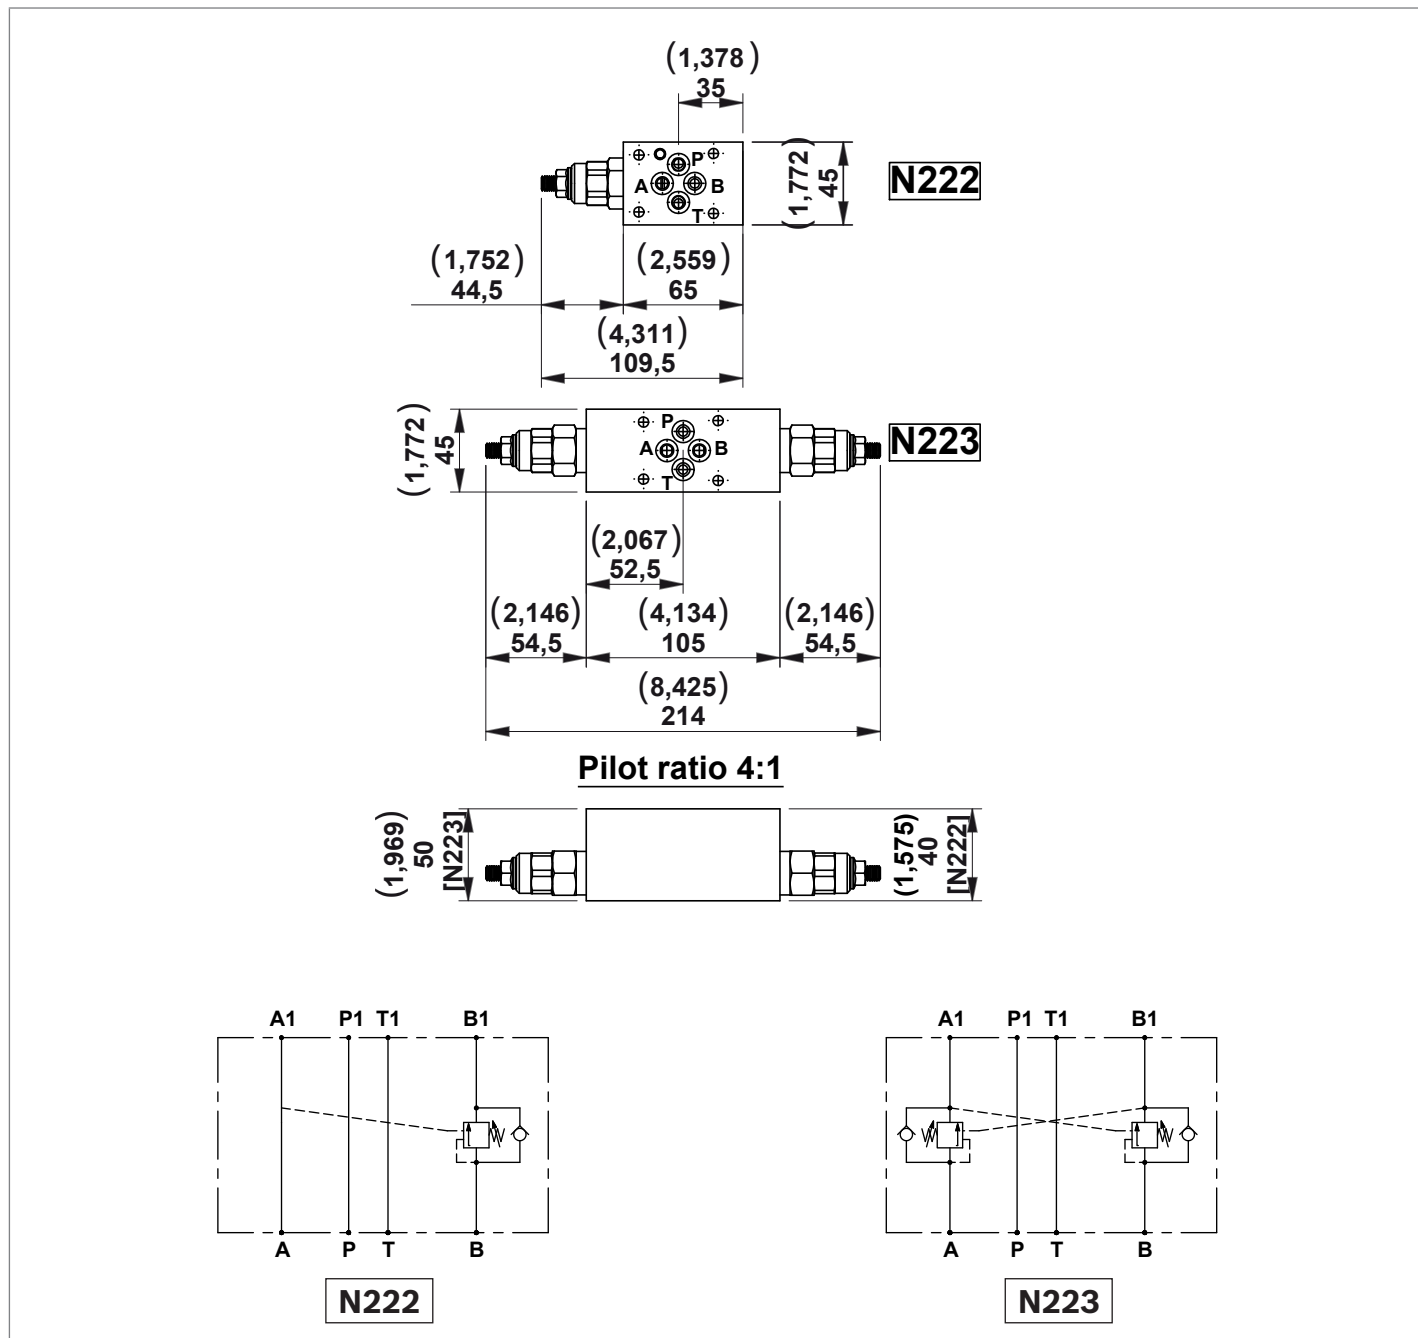 (1,378)
35
P
A
B
T
(1,772)
45
N222
(1,752)
44,5
(2,559)
65
(4,311)
109,5
(1,772)
45
P
A
B
T
N223
(2,067)
52,5
(2,146)
54,5
(4,134)
105
(2,146)
54,5
(8,425)
214
Pilot ratio 4:1
(1,969)
50
[N223]
(1,575)
40
[N222]
A1 P1 T1 B1
A P T B
N222
A1 P1 T1 B1
A P T B
N223